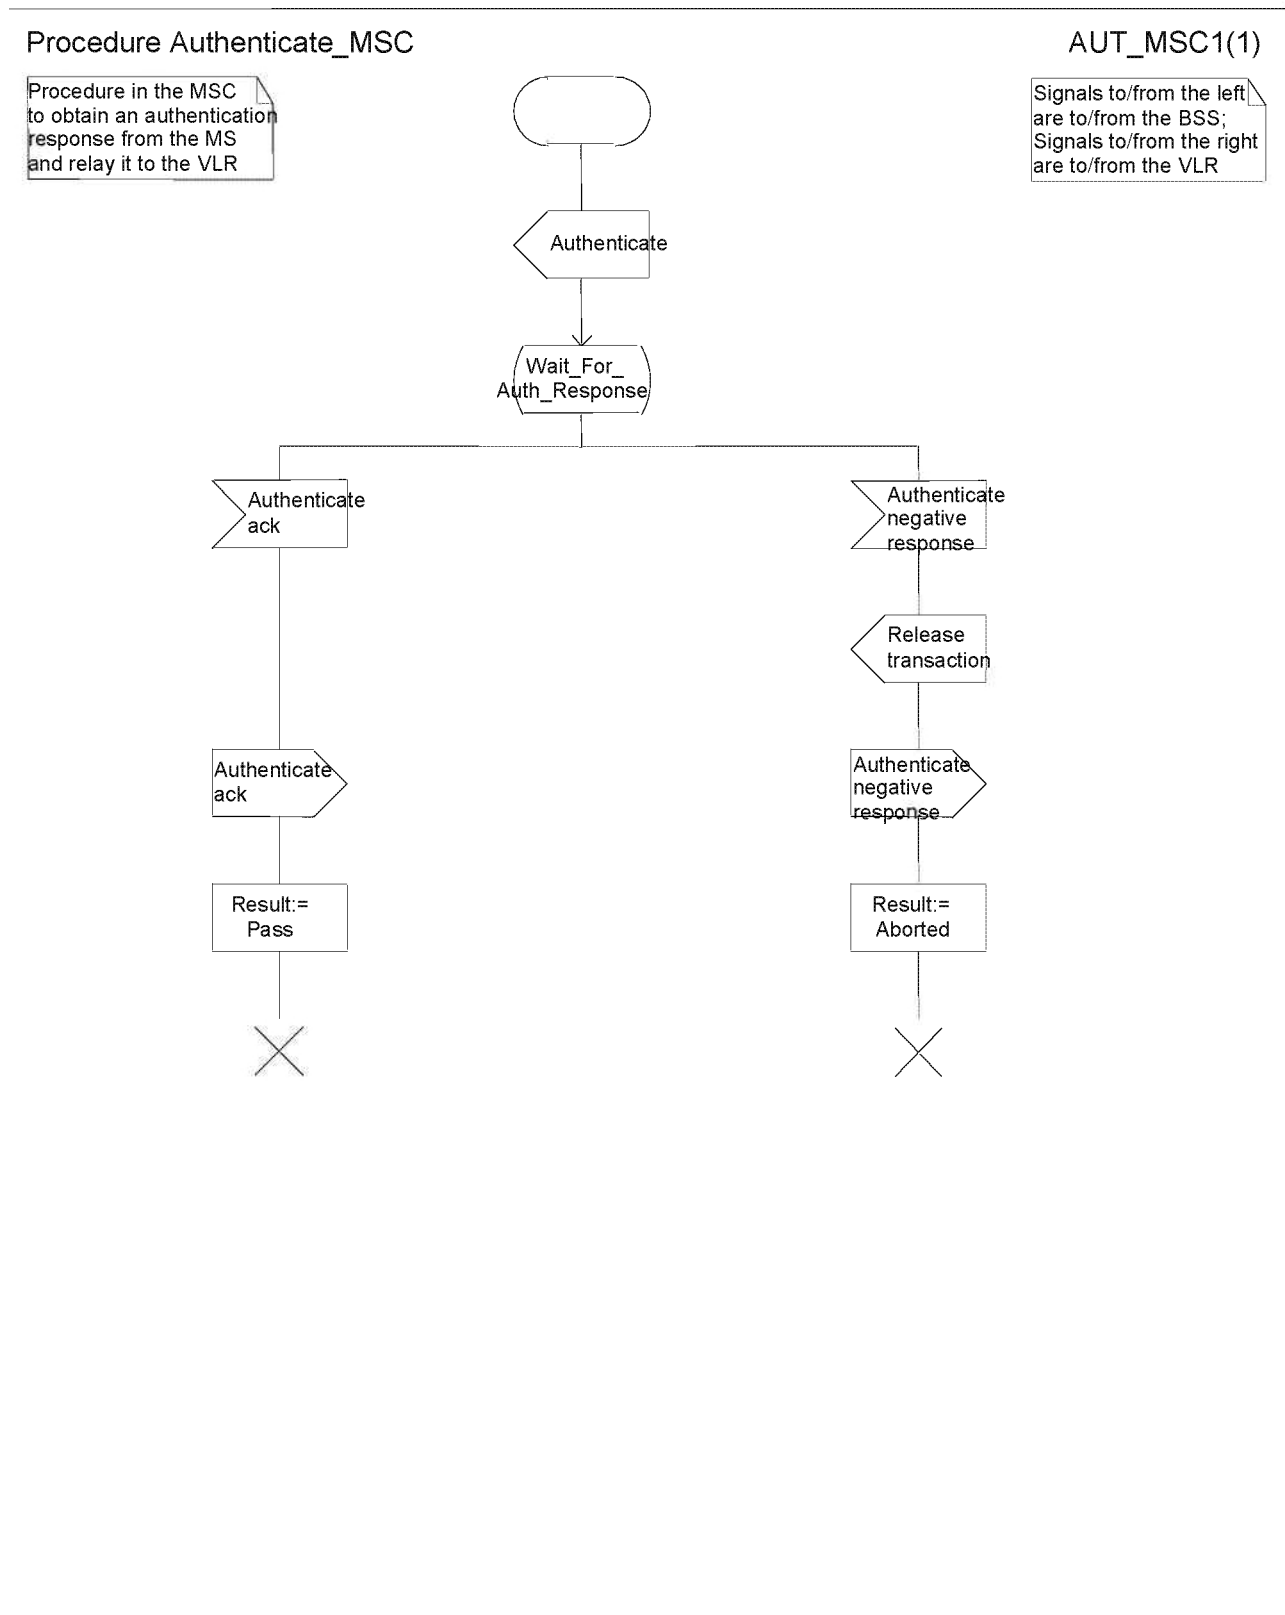 Procedure Authenticate_MSC
AUT_MSC1(1)
Procedure in the MSC
to obtain an authentication
response from the MS
and relay it to the VLR
Signals to/from the left
are to/from the BSS;
Signals to/from the right
are to/from the VLR
Authenticate
Wait_For_
Auth_Response
Authenticate
ack
Authenticate
negative
response
Release
transaction
Authenticate
ack
Authenticate
negative
response
Result:=
Pass
Result:=
Aborted